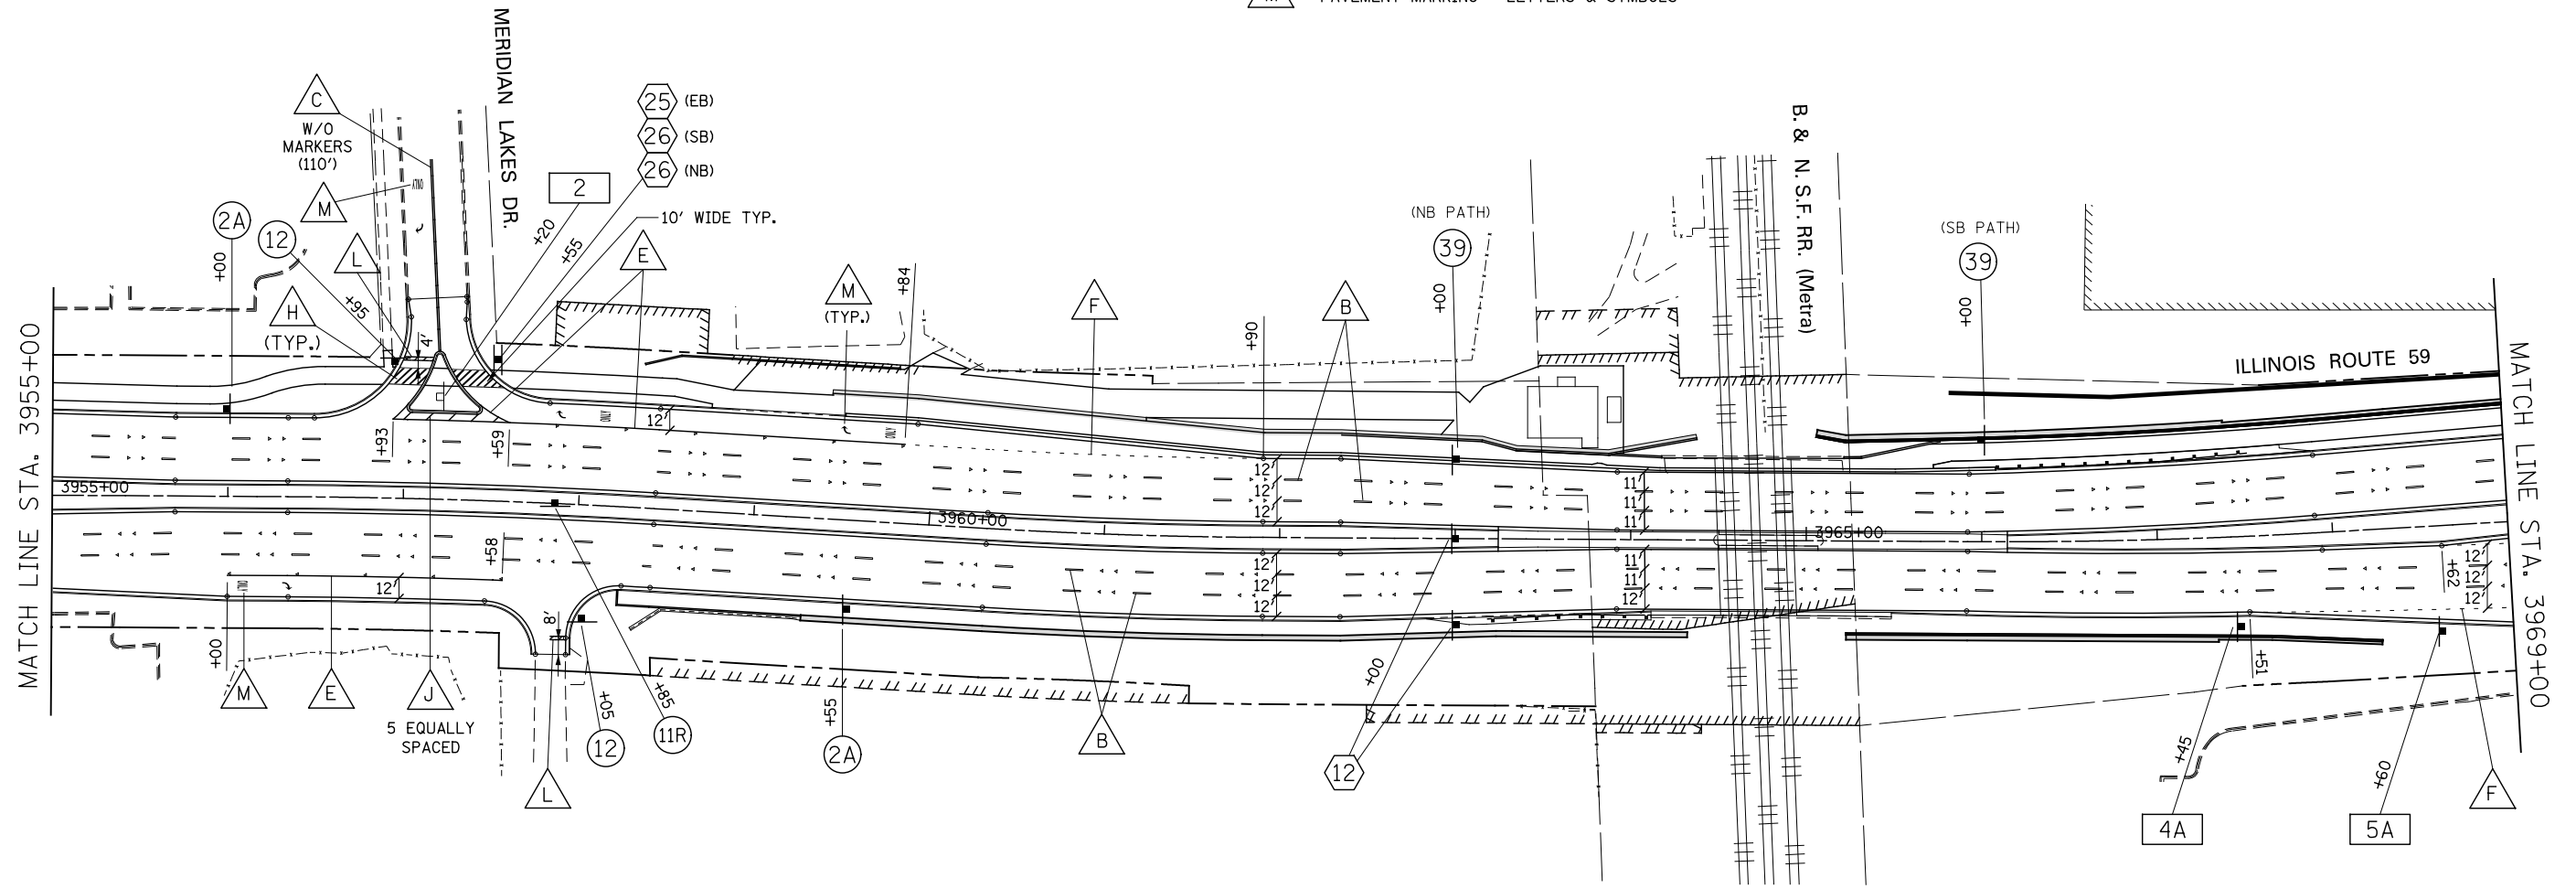 MERIDIAN LAKES DR.
C
W/O
MARKERS
(110')
M
ONLY
25 (EB)
26 (SB)
26 (NB)
2
+20
+55
10' WIDE TYP.
2A
12
L
E
+00
+95
H
(TYP.)
4'
M
(TYP.)
+84
F
+90
B
(NB PATH)
39
+00
B. & N.S.F. RR. (Metra)
(SB PATH)
39
+00
ILLINOIS ROUTE 59
MATCH LINE STA. 3955+00
MATCH LINE STA. 3969+00
+93
+59
ONLY
12'
ONLY
12'
12'
12'
11'
11'
11'
3955+00
3960+00
3965+00
+58
12'
ONLY
12'
12'
12'
11'
11'
12'
+62
12'
12'
12'
+00
M
E
J
5 EQUALLY
SPACED
8'
L
+05
12
+85
11R
+55
2A
B
+00
12
+51
+45
4A
+60
5A
F